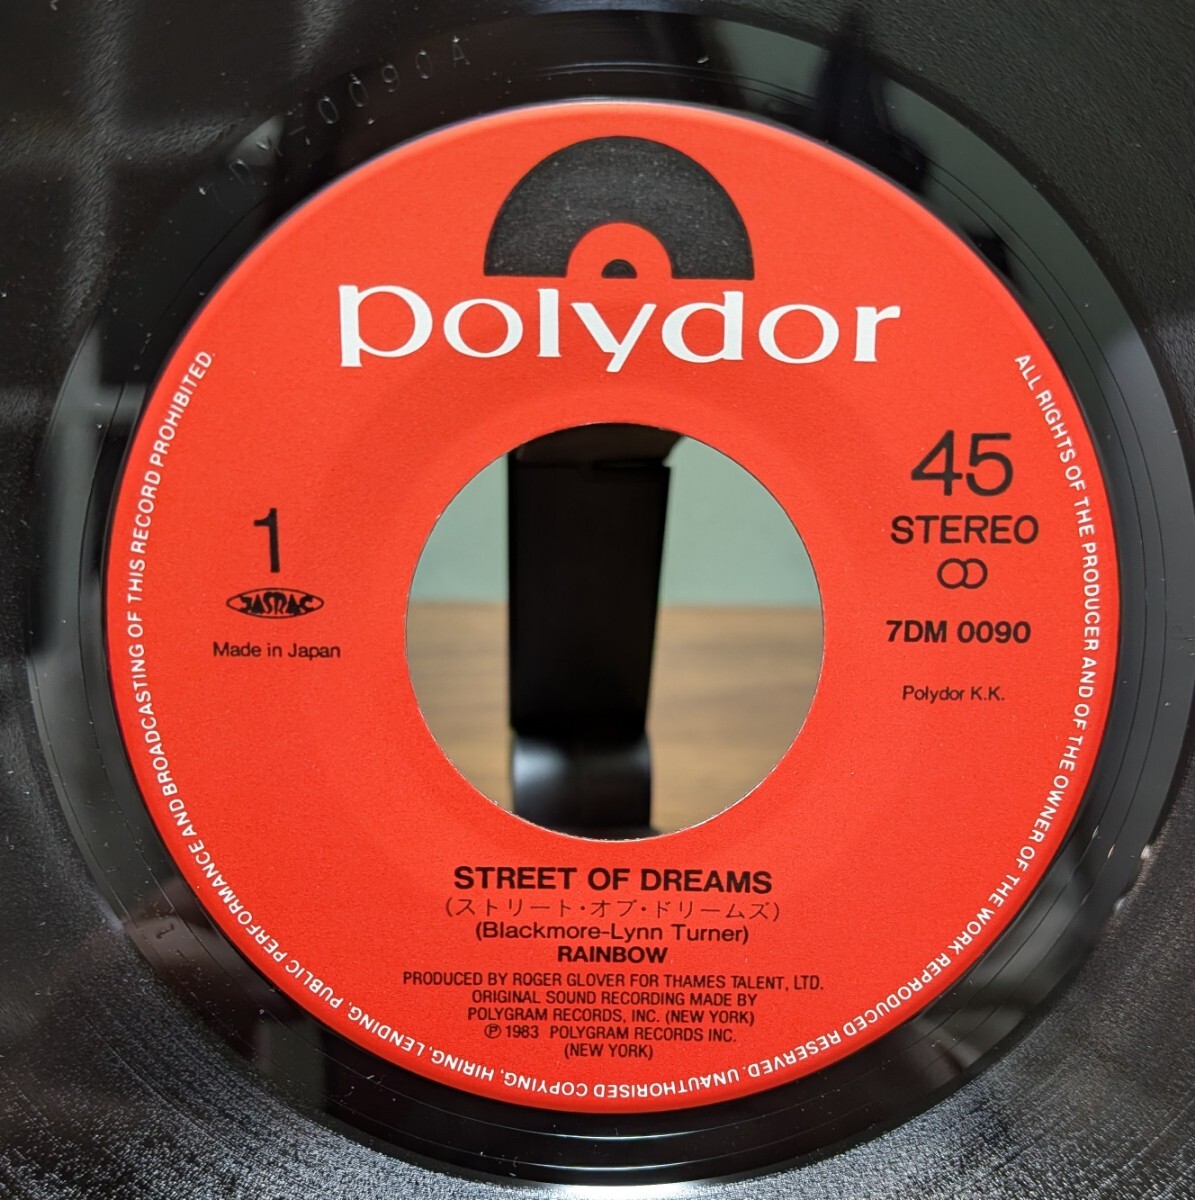 polydor
45
STEREO
1
JASRAC
7DM 0090
Made in Japan
Polydor K.K.
STREET OF DREAMS
(ストリート・オブ・ドリームズ)
(Blackmore-Lynn Turner)
RAINBOW
PRODUCED BY ROGER GLOVER FOR THAMES TALENT, LTD.
ORIGINAL SOUND RECORDING MADE BY
POLYGRAM RECORDS, INC. (NEW YORK)
℗ 1983 POLYGRAM RECORDS INC.
(NEW YORK)
ALL RIGHTS OF THE PRODUCER AND OF THE OWNER OF THE WORK REPRODUCED RESERVED. UNAUTHORISED COPYING, HIRING, LENDING, PUBLIC PERFORMANCE AND BROADCASTING OF THIS RECORD PROHIBITED.